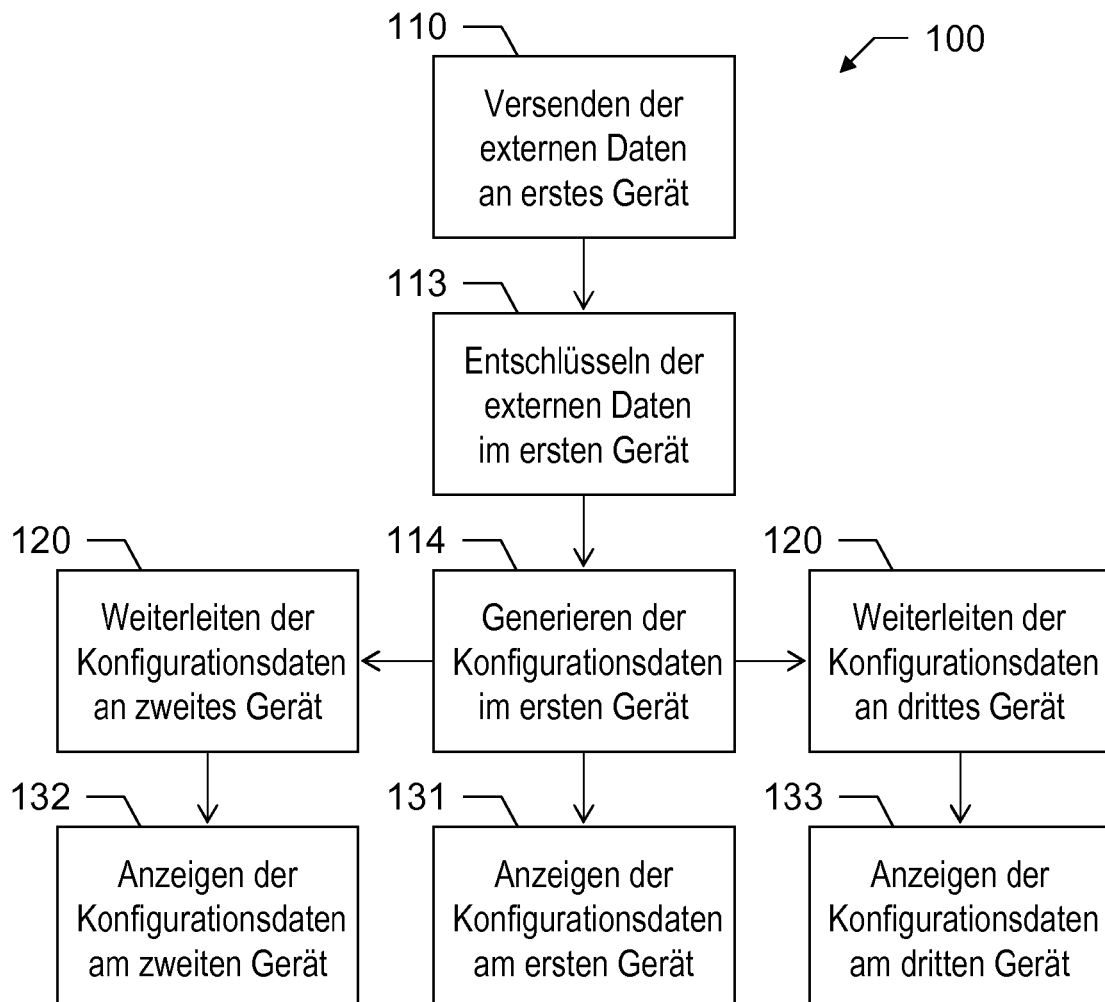 110
100
Versenden der
externen Daten
an erstes Gerät
113
Entschlüsseln der
externen Daten
im ersten Gerät
120
Weiterleiten der
Konfigurationsdaten
an zweites Gerät
114
Generieren der
Konfigurationsdaten
im ersten Gerät
120
Weiterleiten der
Konfigurationsdaten
an drittes Gerät
132
Anzeigen der
Konfigurationsdaten
am zweiten Gerät
131
Anzeigen der
Konfigurationsdaten
am ersten Gerät
133
Anzeigen der
Konfigurationsdaten
am dritten Gerät